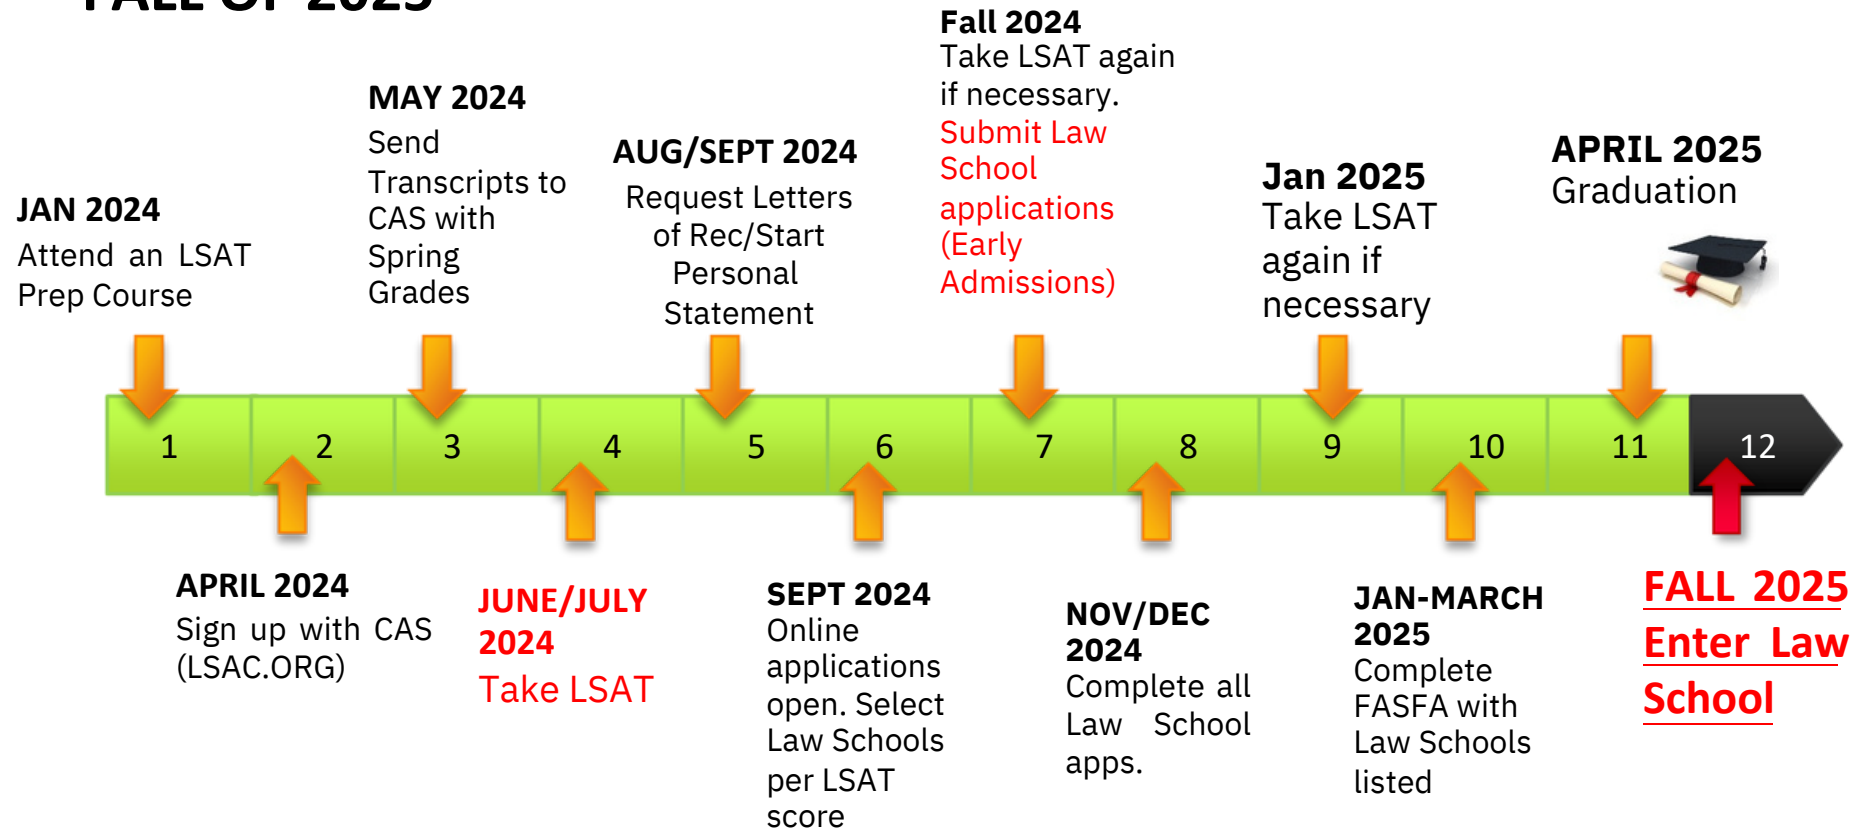 FALL OF 2025
JAN 2024
Attend an LSAT
Prep Course
MAY 2024
Send
Transcripts to
CAS with
Spring
Grades
AUG/SEPT 2024
Request Letters
of Rec/Start
Personal
Statement
Fall 2024
Take LSAT again
if necessary.
Submit Law
School
applications
(Early
Admissions)
Jan 2025
Take LSAT
again if
necessary
APRIL 2025
Graduation
1 2 3 4 5 6 7 8 9 10 11 12
APRIL 2024
Sign up with CAS
(LSAC.ORG)
JUNE/JULY
2024
Take LSAT
SEPT 2024
Online
applications
open. Select
Law Schools
per LSAT
score
NOV/DEC
2024
Complete all
Law School
apps.
JAN-MARCH
2025
Complete
FASFA with
Law Schools
listed
FALL 2025
Enter Law
School